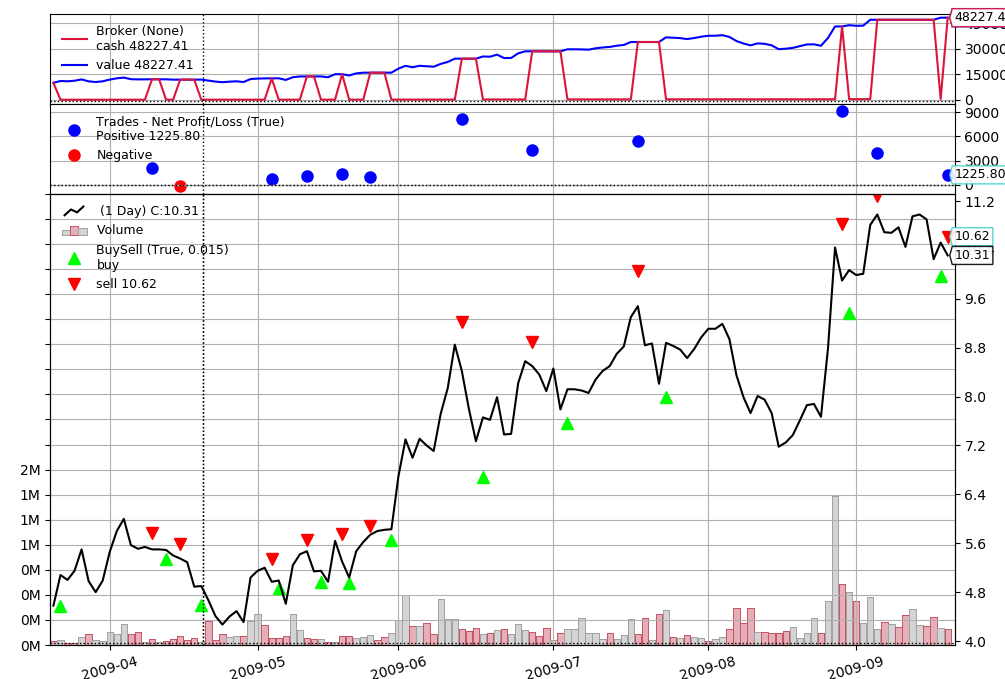 Broker (None)
cash 48227.41
value 48227.41
48227.4
30000
15000
0
Trades - Net Profit/Loss (True)
Positive 1225.80
Negative
9000
6000
3000
1225.80
0
(1 Day) C:10.31
Volume
BuySell (True, 0.015)
buy
sell 10.62
11.2
10.62
10.31
9.6
8.8
8.0
7.2
6.4
5.6
4.8
4.0
2M
1M
1M
1M
0M
0M
0M
0M
2009-04
2009-05
2009-06
2009-07
2009-08
2009-09